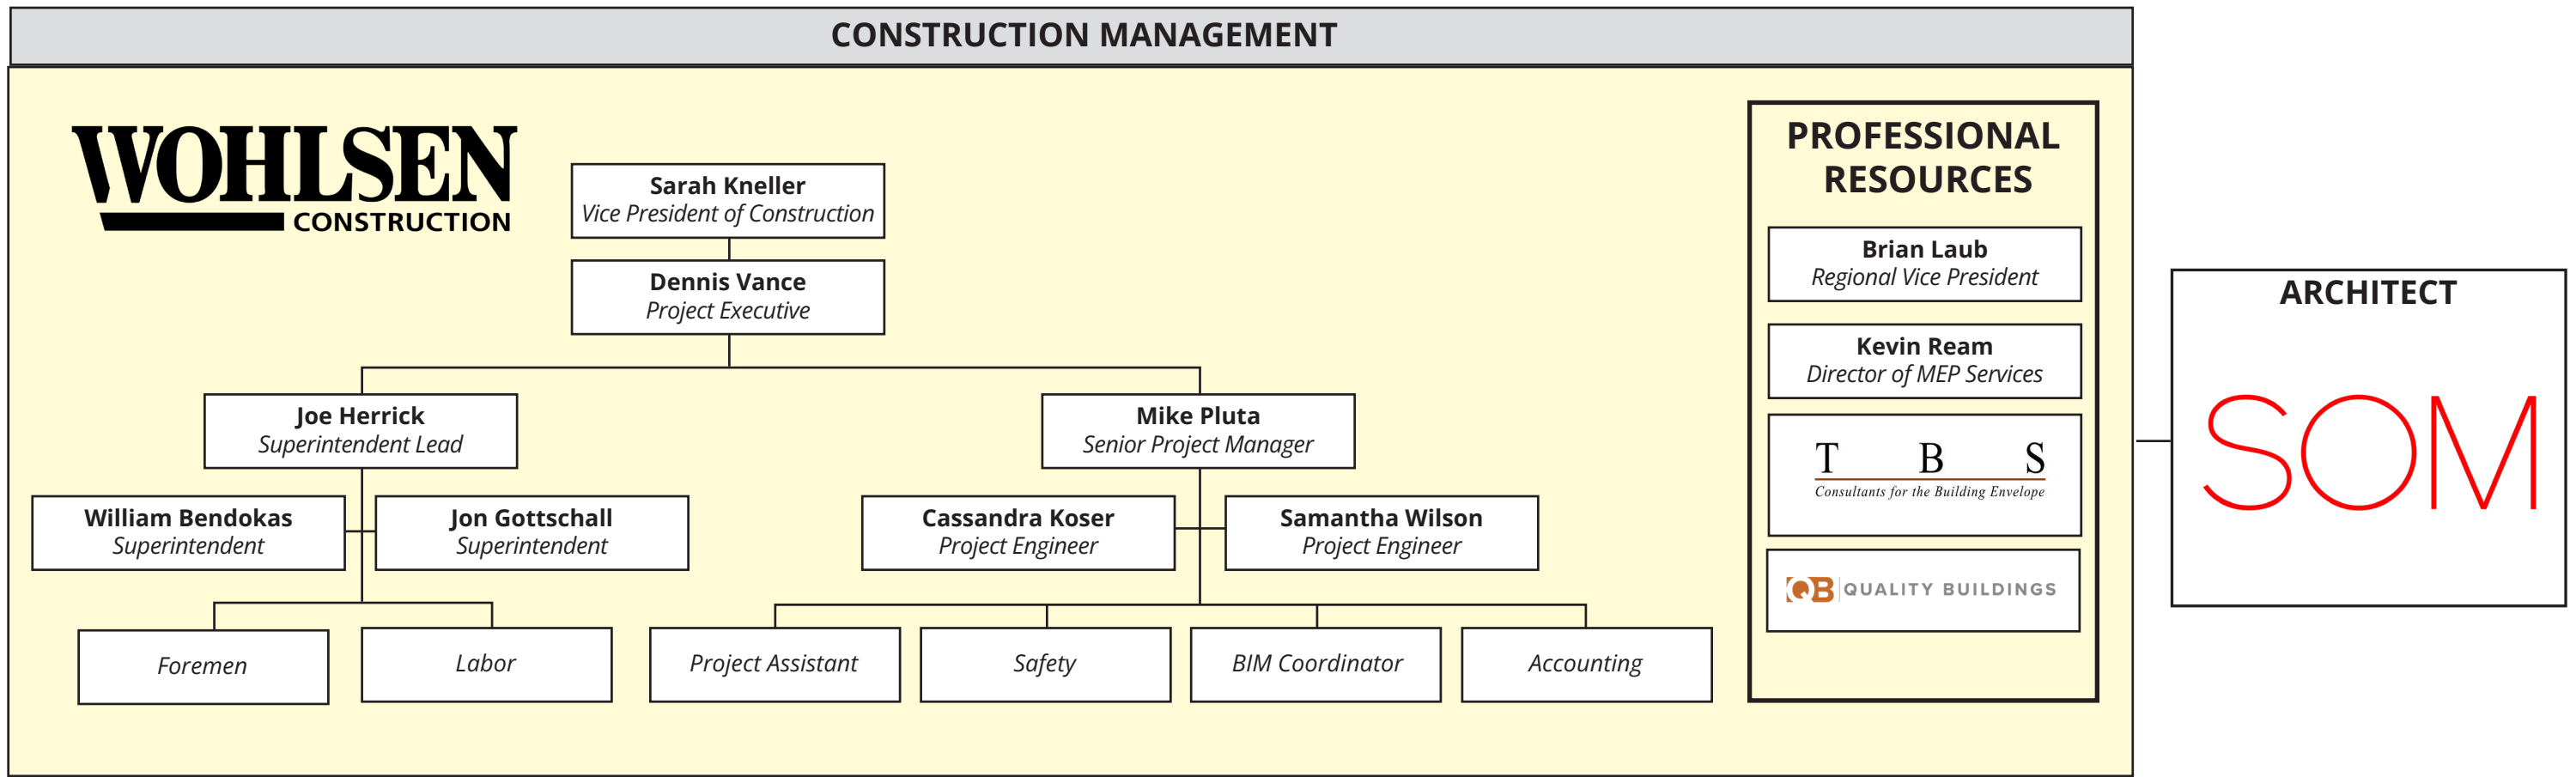 CONSTRUCTION MANAGEMENT
WOHLSEN
CONSTRUCTION
Sarah Kneller
Vice President of Construction
Dennis Vance
Project Executive
Joe Herrick
Superintendent Lead
Mike Pluta
Senior Project Manager
William Bendokas
Superintendent
Jon Gottschall
Superintendent
Cassandra Koser
Project Engineer
Samantha Wilson
Project Engineer
Foremen
Labor
Project Assistant
Safety
BIM Coordinator
Accounting
PROFESSIONAL
RESOURCES
Brian Laub
Regional Vice President
Kevin Ream
Director of MEP Services
T B S
Consultants for the Building Envelope
QB QUALITY BUILDINGS
ARCHITECT
SOM